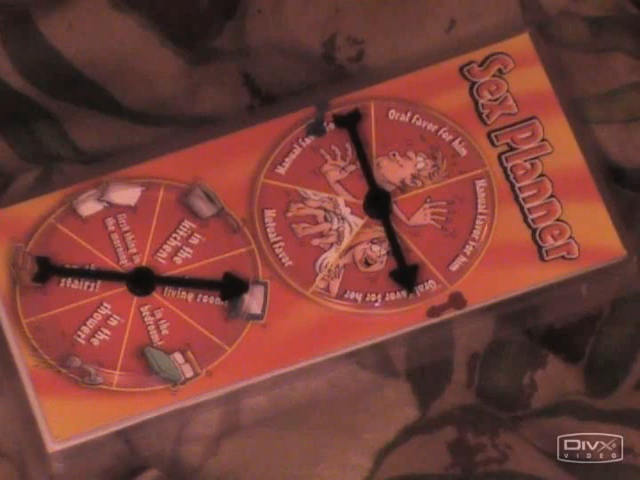 Sex Planner
Oral favor for him
Manual favor for him
Oral favor for her
Mutual favor
Manual
in the
kitchen!
first thing in
the morning!
stairs!
in the
shower!
in the
bedroom!
living room!
DIVX
VIDEO